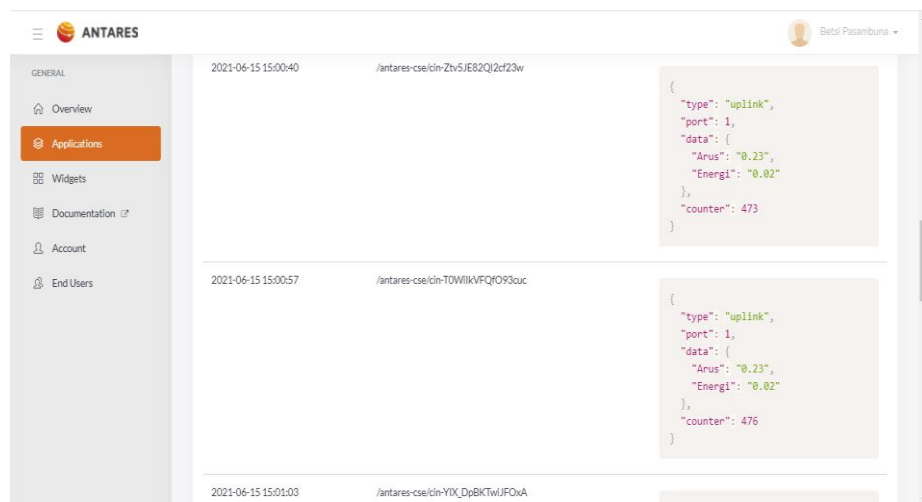 ANTARES
Betsi Pasambuna
GENERAL
Overview
Applications
Widgets
Documentation
Account
End Users
2021-06-15 15:00:40 /antares-cse/cin-Ztv5JE82QI2cf23w
{
"type": "uplink",
"port": 1,
"data": {
"Arus": "0.23",
"Energi": "0.02"
},
"counter": 473
}
2021-06-15 15:00:57 /antares-cse/cin-T0WiIkVFQfO93cuc
{
"type": "uplink",
"port": 1,
"data": {
"Arus": "0.23",
"Energi": "0.02"
},
"counter": 476
}
2021-06-15 15:01:03 /antares-cse/cin-YIX_DpBKTwiJFOxA